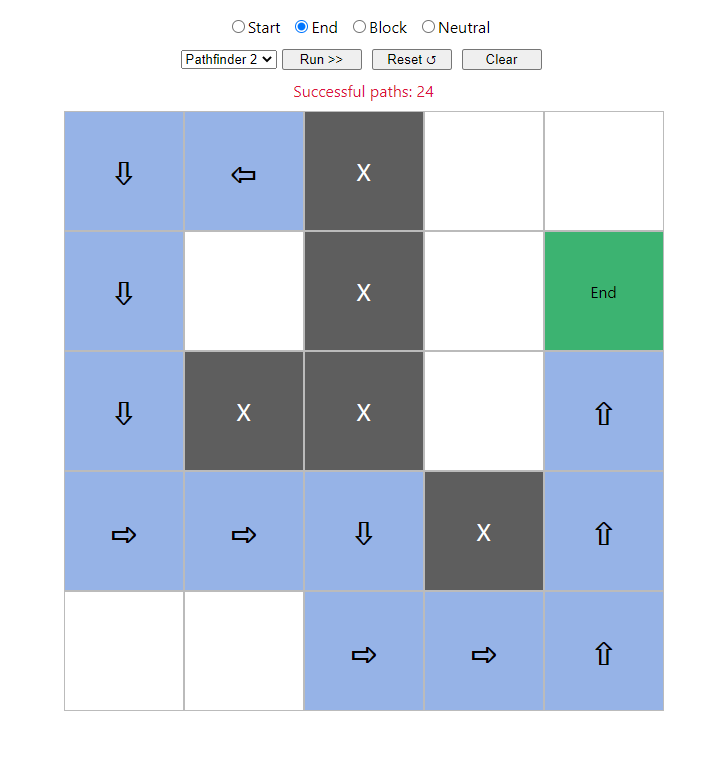 Start End Block Neutral
Pathfinder 2 Run >> Reset ↺ Clear
Successful paths: 24
⇩ ⇦ X
⇩ X End
⇩ X X ⇧
⇨ ⇨ ⇩ X ⇧
⇨ ⇨ ⇧